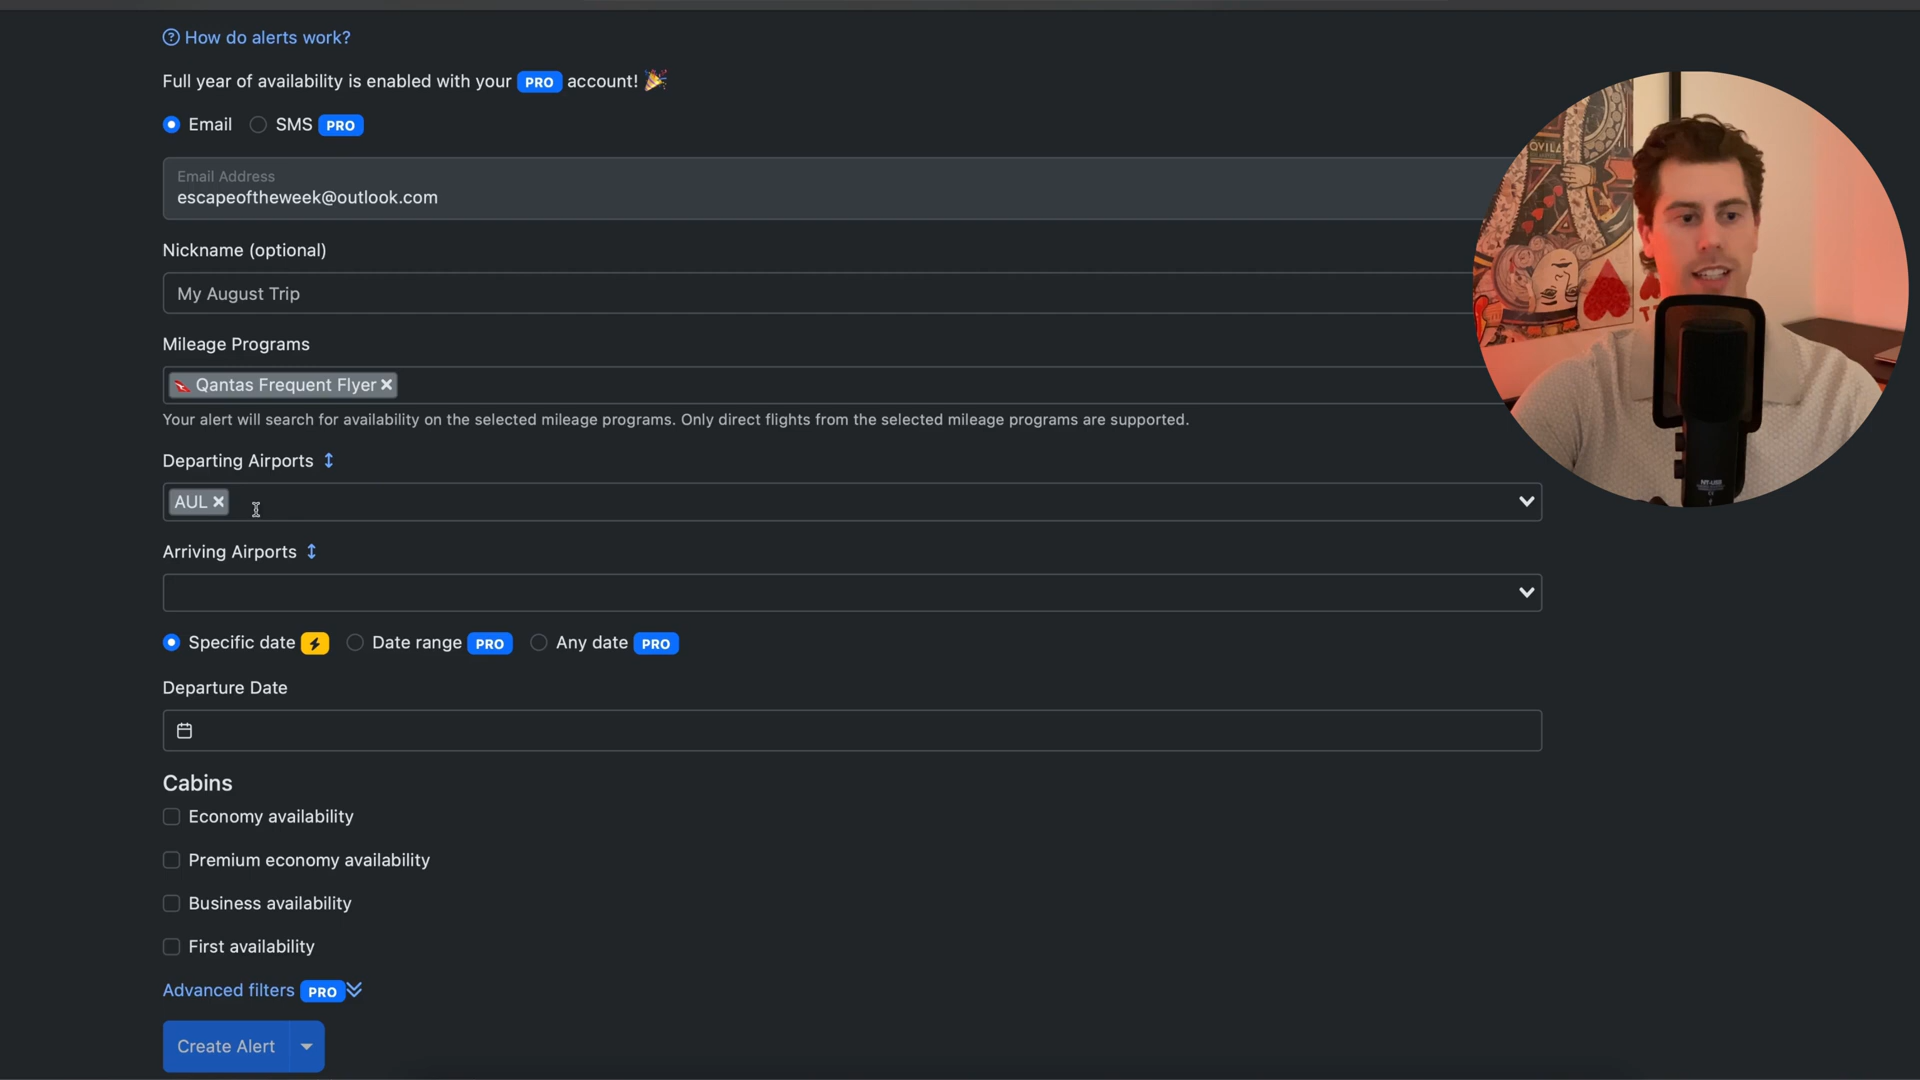 How do alerts work?
Full year of availability is enabled with your PRO account! 🎉
Email SMS PRO
Email Address
escapeoftheweek@outlook.com
Nickname (optional)
My August Trip
Mileage Programs
Qantas Frequent Flyer
Your alert will search for availability on the selected mileage programs. Only direct flights from the selected mileage programs are supported.
Departing Airports
AUL
Arriving Airports
Specific date Date range PRO Any date PRO
Departure Date
Cabins
Economy availability
Premium economy availability
Business availability
First availability
Advanced filters PRO
Create Alert